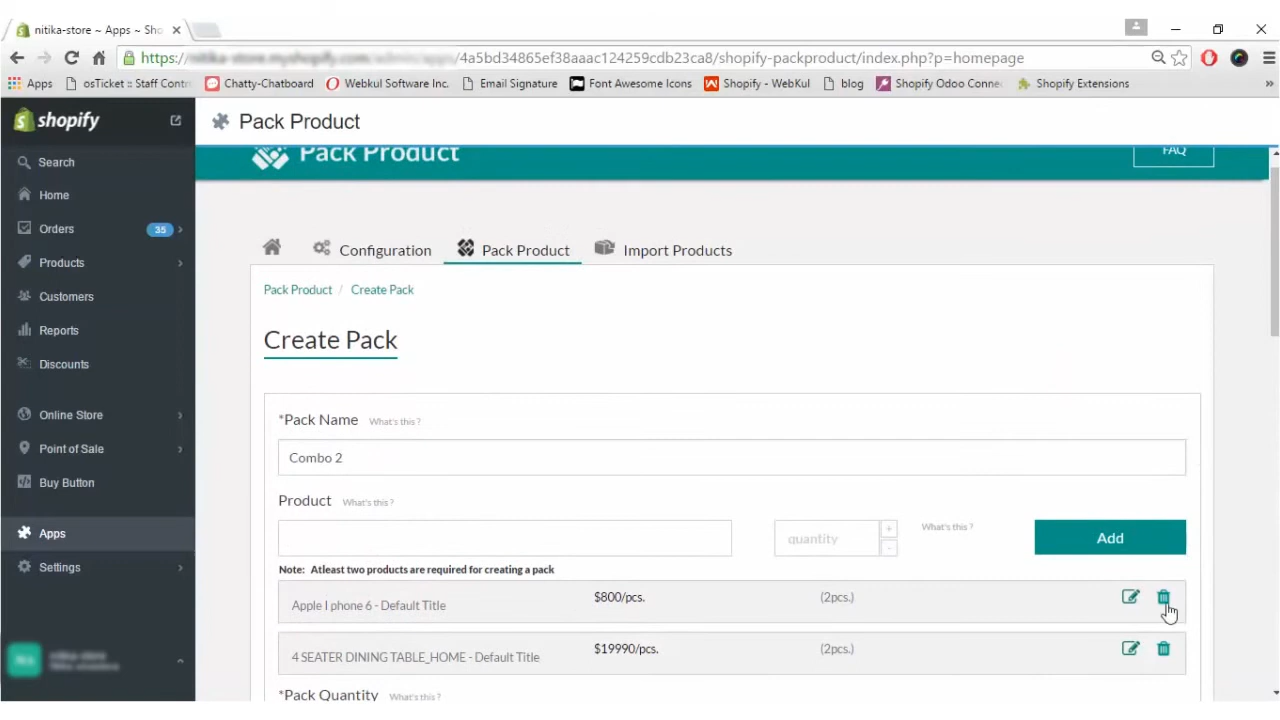 nitika-store ~ Apps ~ Sho
https://
/4a5bd34865ef38aaac124259cdb23ca8/shopify-packproduct/index.php?p=homepage
Apps
osTicket :: Staff Contr
Chatty-Chatboard
Webkul Software Inc.
Email Signature
Font Awesome Icons
Shopify - WebKul
blog
Shopify Odoo Connec
Shopify Extensions
»
shopify
Pack Product
Pack Product
FAQ
Search
Home
Orders 35
Products
Customers
Reports
Discounts
Online Store
Point of Sale
Buy Button
Apps
Settings
Configuration
Pack Product
Import Products
Pack Product / Create Pack
Create Pack
*Pack Name What's this ?
Combo 2
Product What's this ?
quantity
+
-
What's this ?
Add
Note: Atleast two products are required for creating a pack
Apple I phone 6 - Default Title $800/pcs. (2pcs.)
4 SEATER DINING TABLE_HOME - Default Title $19990/pcs. (2pcs.)
*Pack Quantity What's this ?